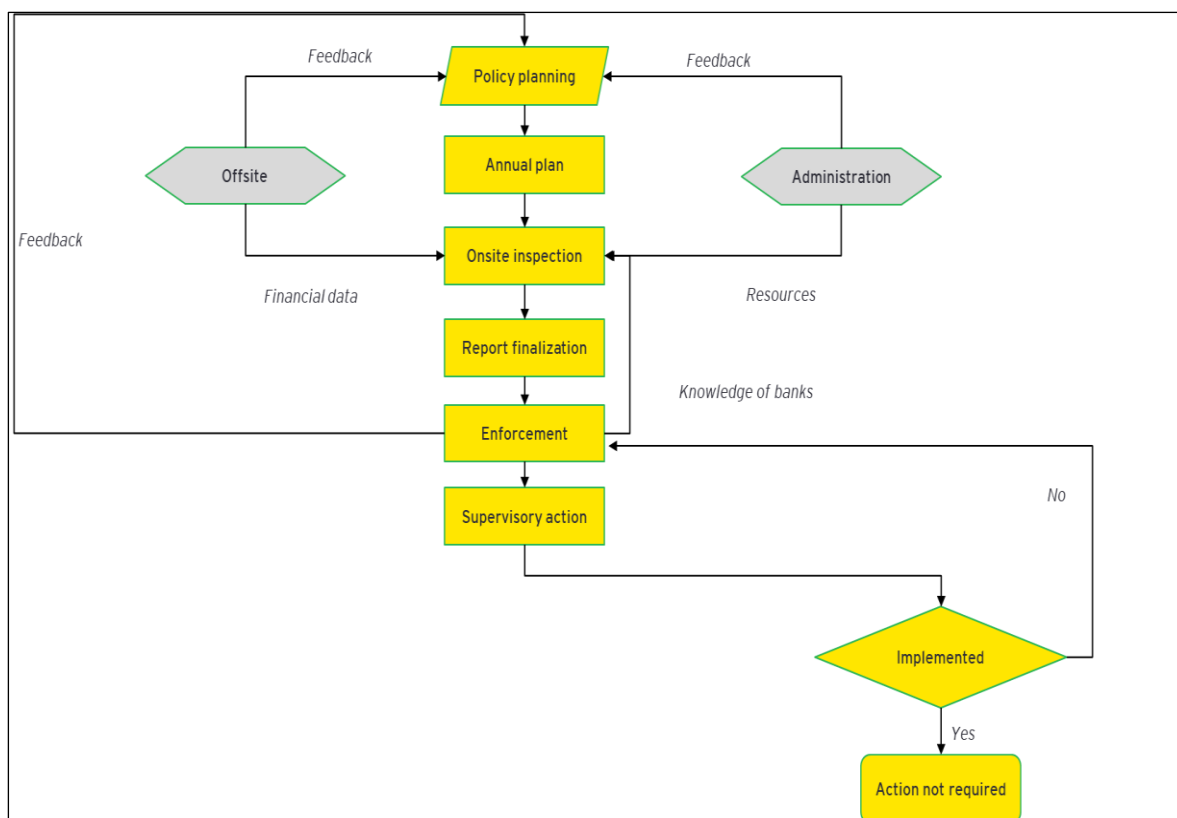 Feedback
Policy planning
Feedback
Offsite
Annual plan
Administration
Feedback
Onsite inspection
Financial data
Resources
Report finalization
Knowledge of banks
Enforcement
No
Supervisory action
Implemented
Yes
Action not required